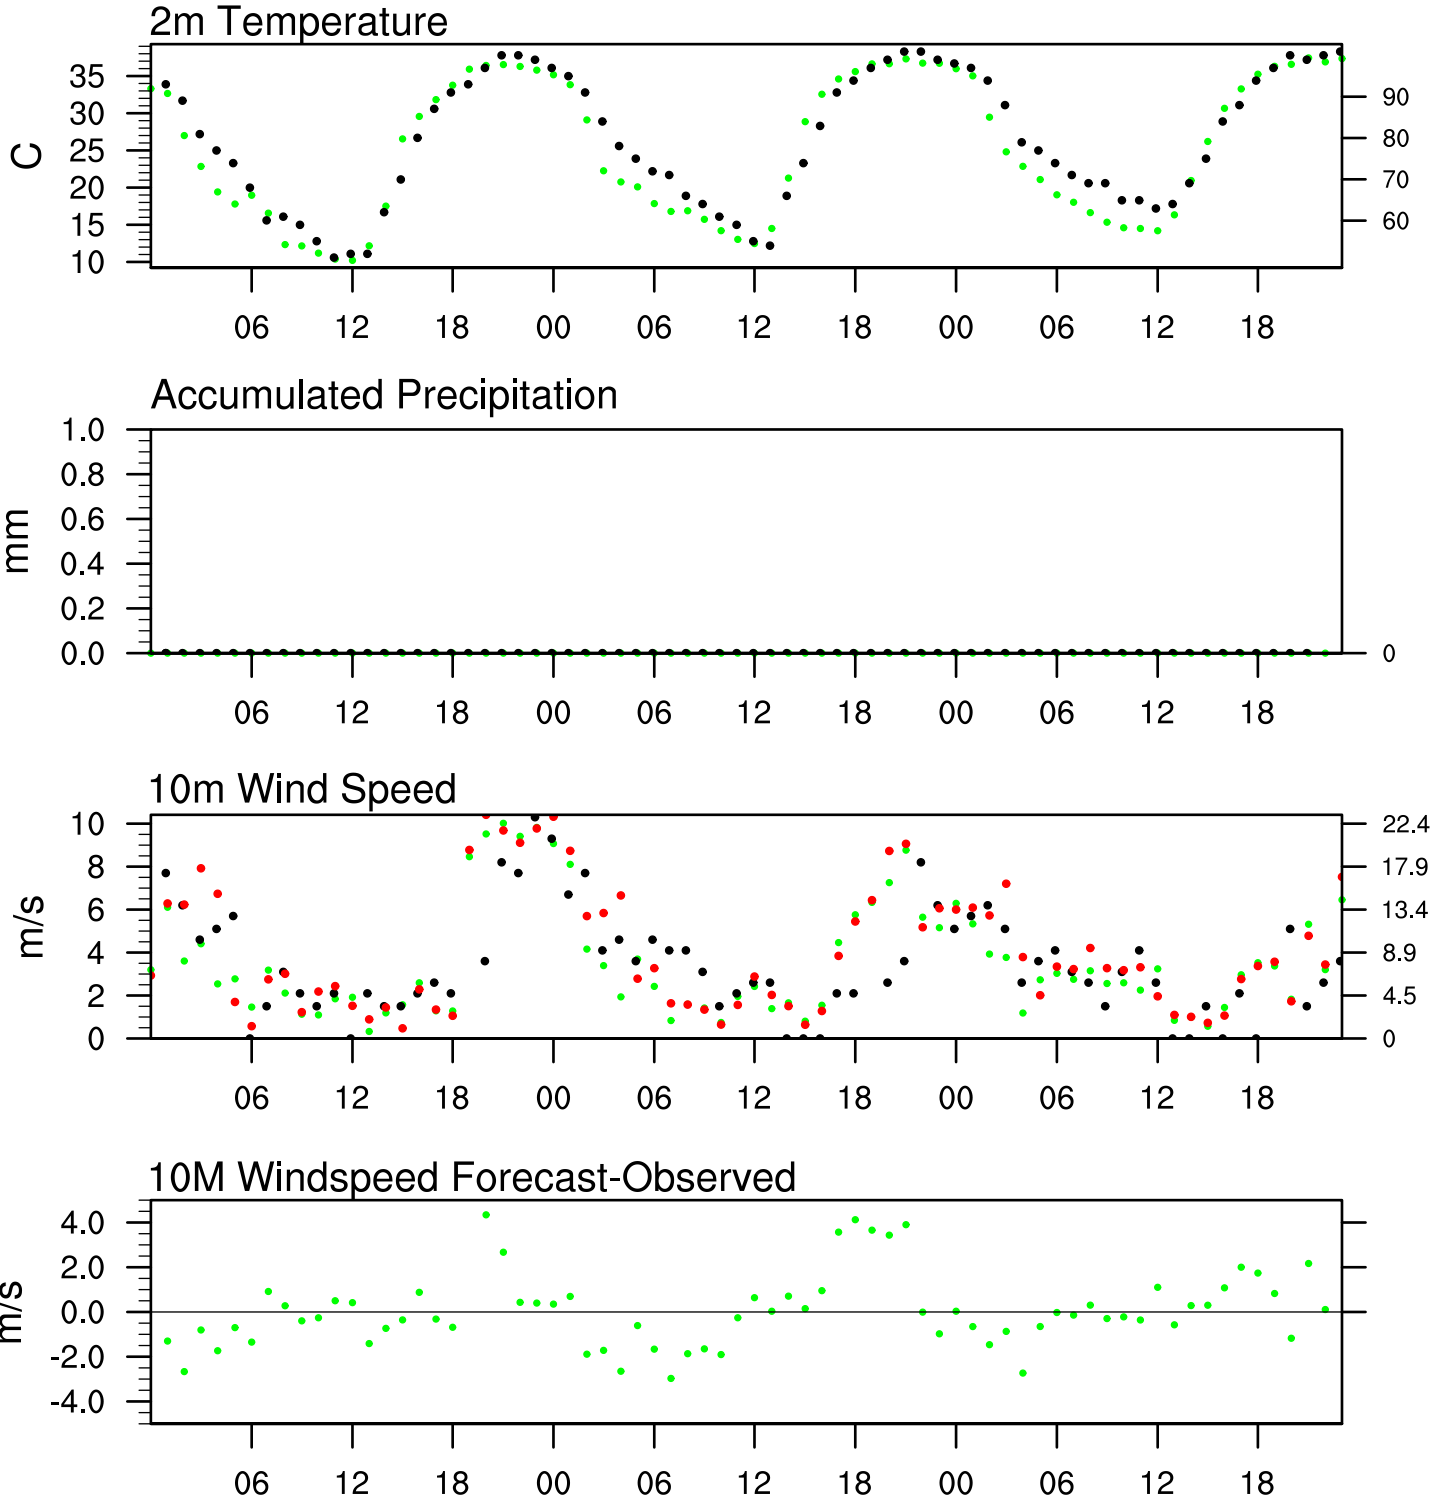 2m Temperature
35
30
25
20
15
10
C
90
80
70
60
06 12 18 00 06 12 18 00 06 12 18
Accumulated Precipitation
1.0
0.8
0.6
0.4
0.2
0.0
mm
0
06 12 18 00 06 12 18 00 06 12 18
10m Wind Speed
10
8
6
4
2
0
m/s
22.4
17.9
13.4
8.9
4.5
0
06 12 18 00 06 12 18 00 06 12 18
10M Windspeed Forecast-Observed
4.0
2.0
0.0
-2.0
-4.0
m/s
06 12 18 00 06 12 18 00 06 12 18